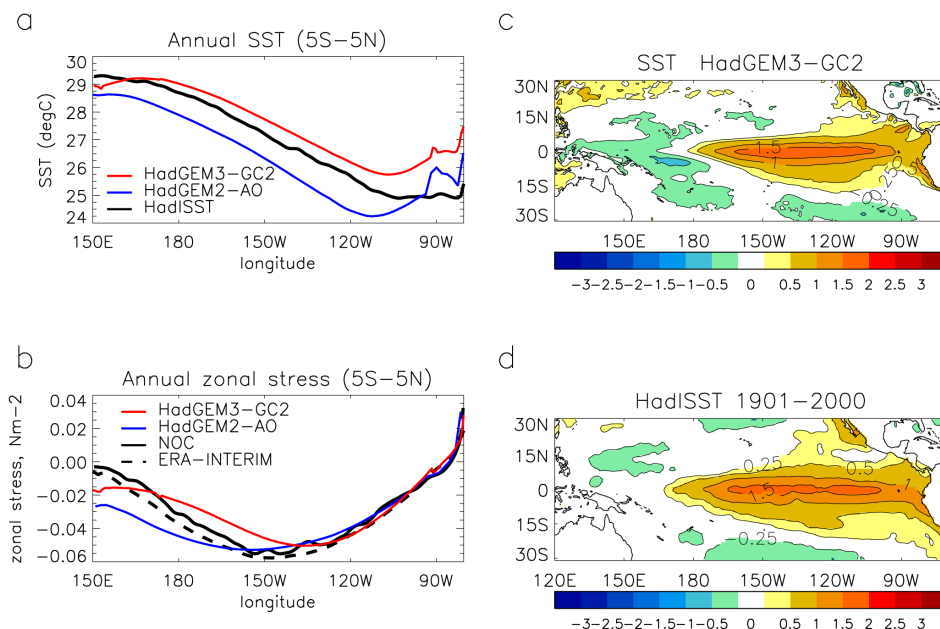 a
Annual SST (5S−5N)
30
29
28
27
26
25
24
SST (degC)
HadGEM3−GC2
HadGEM2−AO
HadISST
150E 180 150W 120W 90W
longitude
b
Annual zonal stress (5S−5N)
0.04
0.02
0.00
−0.02
−0.04
−0.06
zonal stress, Nm−2
HadGEM3−GC2
HadGEM2−AO
NOC
ERA−INTERIM
150E 180 150W 120W 90W
longitude
c
SST HadGEM3−GC2
30N
15N
0
15S
30S
1.5
1
0.25
0.25
150E 180 150W 120W 90W
−3−2.5−2−1.5−1−0.5 0 0.5 1 1.5 2 2.5 3
d
HadISST 1901−2000
30N
15N
0
15S
30S
0
0.25
0.5
1
1.5
0.25
120E 150E 180 150W 120W 90W
−3−2.5−2−1.5−1−0.5 0 0.5 1 1.5 2 2.5 3